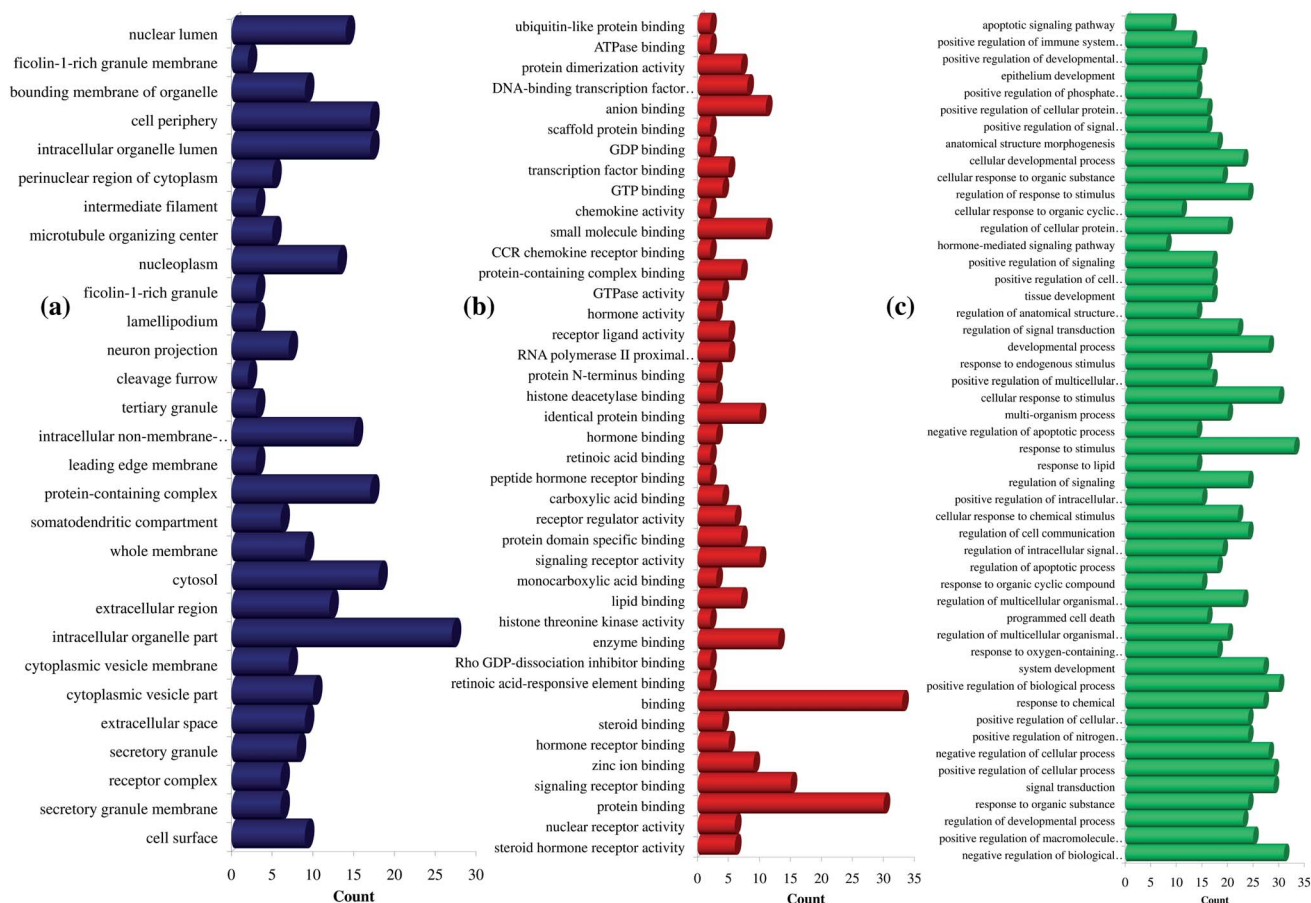 nuclear lumen
ficolin-1-rich granule membrane
bounding membrane of organelle
cell periphery
intracellular organelle lumen
perinuclear region of cytoplasm
intermediate filament
microtubule organizing center
nucleoplasm
ficolin-1-rich granule
lamellipodium
neuron projection
cleavage furrow
tertiary granule
intracellular non-membrane-..
leading edge membrane
protein-containing complex
somatodendritic compartment
whole membrane
cytosol
extracellular region
intracellular organelle part
cytoplasmic vesicle membrane
cytoplasmic vesicle part
extracellular space
secretory granule
receptor complex
secretory granule membrane
cell surface
(a)
0 5 10 15 20 25 30
Count
ubiquitin-like protein binding
ATPase binding
protein dimerization activity
DNA-binding transcription factor..
anion binding
scaffold protein binding
GDP binding
transcription factor binding
GTP binding
chemokine activity
small molecule binding
CCR chemokine receptor binding
protein-containing complex binding
GTPase activity
hormone activity
receptor ligand activity
RNA polymerase II proximal..
protein N-terminus binding
histone deacetylase binding
identical protein binding
hormone binding
retinoic acid binding
peptide hormone receptor binding
carboxylic acid binding
receptor regulator activity
protein domain specific binding
signaling receptor activity
monocarboxylic acid binding
lipid binding
histone threonine kinase activity
enzyme binding
Rho GDP-dissociation inhibitor binding
retinoic acid-responsive element binding
binding
steroid binding
hormone receptor binding
zinc ion binding
signaling receptor binding
protein binding
nuclear receptor activity
steroid hormone receptor activity
(b)
0 5 10 15 20 25 30 35
Count
apoptotic signaling pathway
positive regulation of immune system..
positive regulation of developmental..
epithelium development
positive regulation of phosphate..
positive regulation of cellular protein..
positive regulation of signal..
anatomical structure morphogenesis
cellular developmental process
cellular response to organic substance
regulation of response to stimulus
cellular response to organic cyclic..
regulation of cellular protein..
hormone-mediated signaling pathway
positive regulation of signaling
positive regulation of cell..
tissue development
regulation of anatomical structure..
regulation of signal transduction
developmental process
response to endogenous stimulus
positive regulation of multicellular..
cellular response to stimulus
multi-organism process
negative regulation of apoptotic process
response to stimulus
response to lipid
regulation of signaling
positive regulation of intracellular..
cellular response to chemical stimulus
regulation of cell communication
regulation of intracellular signal..
regulation of apoptotic process
response to organic cyclic compound
regulation of multicellular organismal..
programmed cell death
regulation of multicellular organismal..
response to oxygen-containing..
system development
positive regulation of biological process
response to chemical
positive regulation of cellular..
positive regulation of nitrogen..
negative regulation of cellular process
positive regulation of cellular process
signal transduction
response to organic substance
regulation of developmental process
positive regulation of macromolecule..
negative regulation of biological..
(c)
0 5 10 15 20 25 30 35
Count